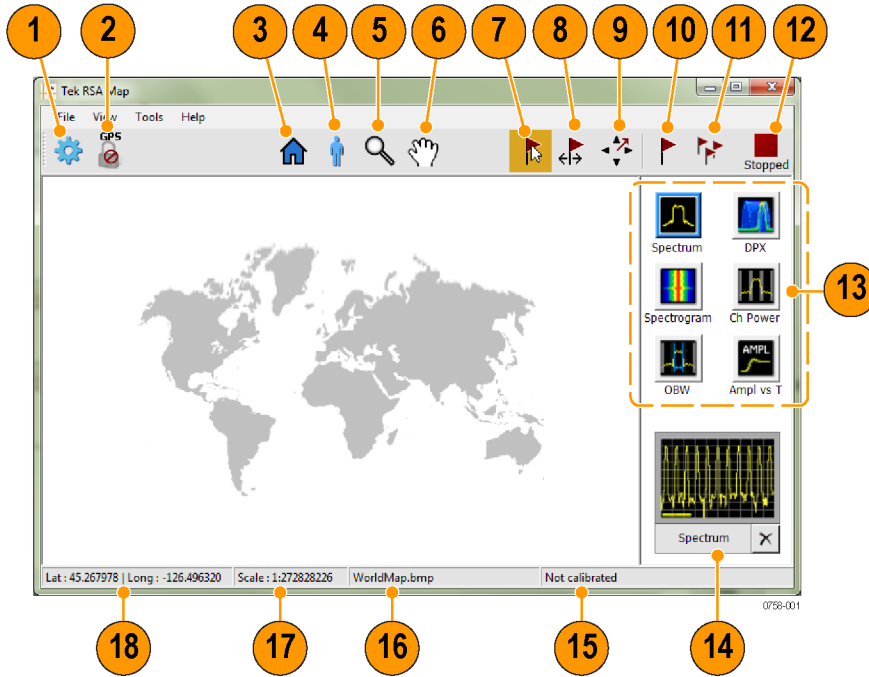 1 2 3 4 5 6 7 8 9 10 11 12
Tek RSA Map
File View Tools Help
GPS
Stopped
Spectrum DPX
13
Spectrogram Ch Power
AMPL
OBW Ampl vs T
Spectrum
Lat : 45.267978 | Long : -126.496320 Scale : 1:272828226 WorldMap.bmp Not calibrated
0758-001
18 17 16 15 14